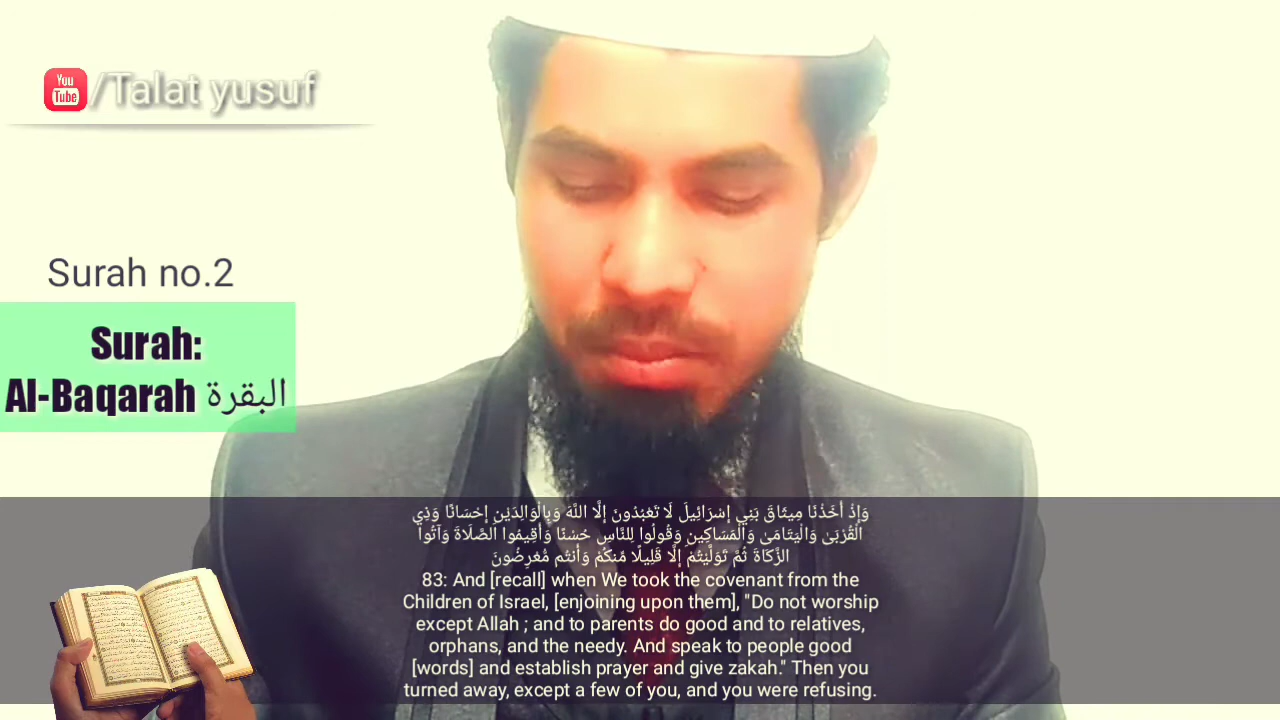 You
Tube
/Talat yusuf
Surah no.2
Surah:
Al-Baqarah البقرة
وَإِذْ أَخَذْنَا مِيثَاقَ بَنِي إِسْرَائِيلَ لَا تَعْبُدُونَ إِلَّا اللَّهَ وَبِالْوَالِدَيْنِ إِحْسَانًا وَذِي
الْقُرْبَىٰ وَالْيَتَامَىٰ وَالْمَسَاكِينِ وَقُولُوا لِلنَّاسِ حُسْنًا وَأَقِيمُوا الصَّلَاةَ وَآتُوا
الزَّكَاةَ ثُمَّ تَوَلَّيْتُمْ إِلَّا قَلِيلًا مِّنكُمْ وَأَنتُم مُّعْرِضُونَ
83: And [recall] when We took the covenant from the
Children of Israel, [enjoining upon them], "Do not worship
except Allah ; and to parents do good and to relatives,
orphans, and the needy. And speak to people good
[words] and establish prayer and give zakah." Then you
turned away, except a few of you, and you were refusing.